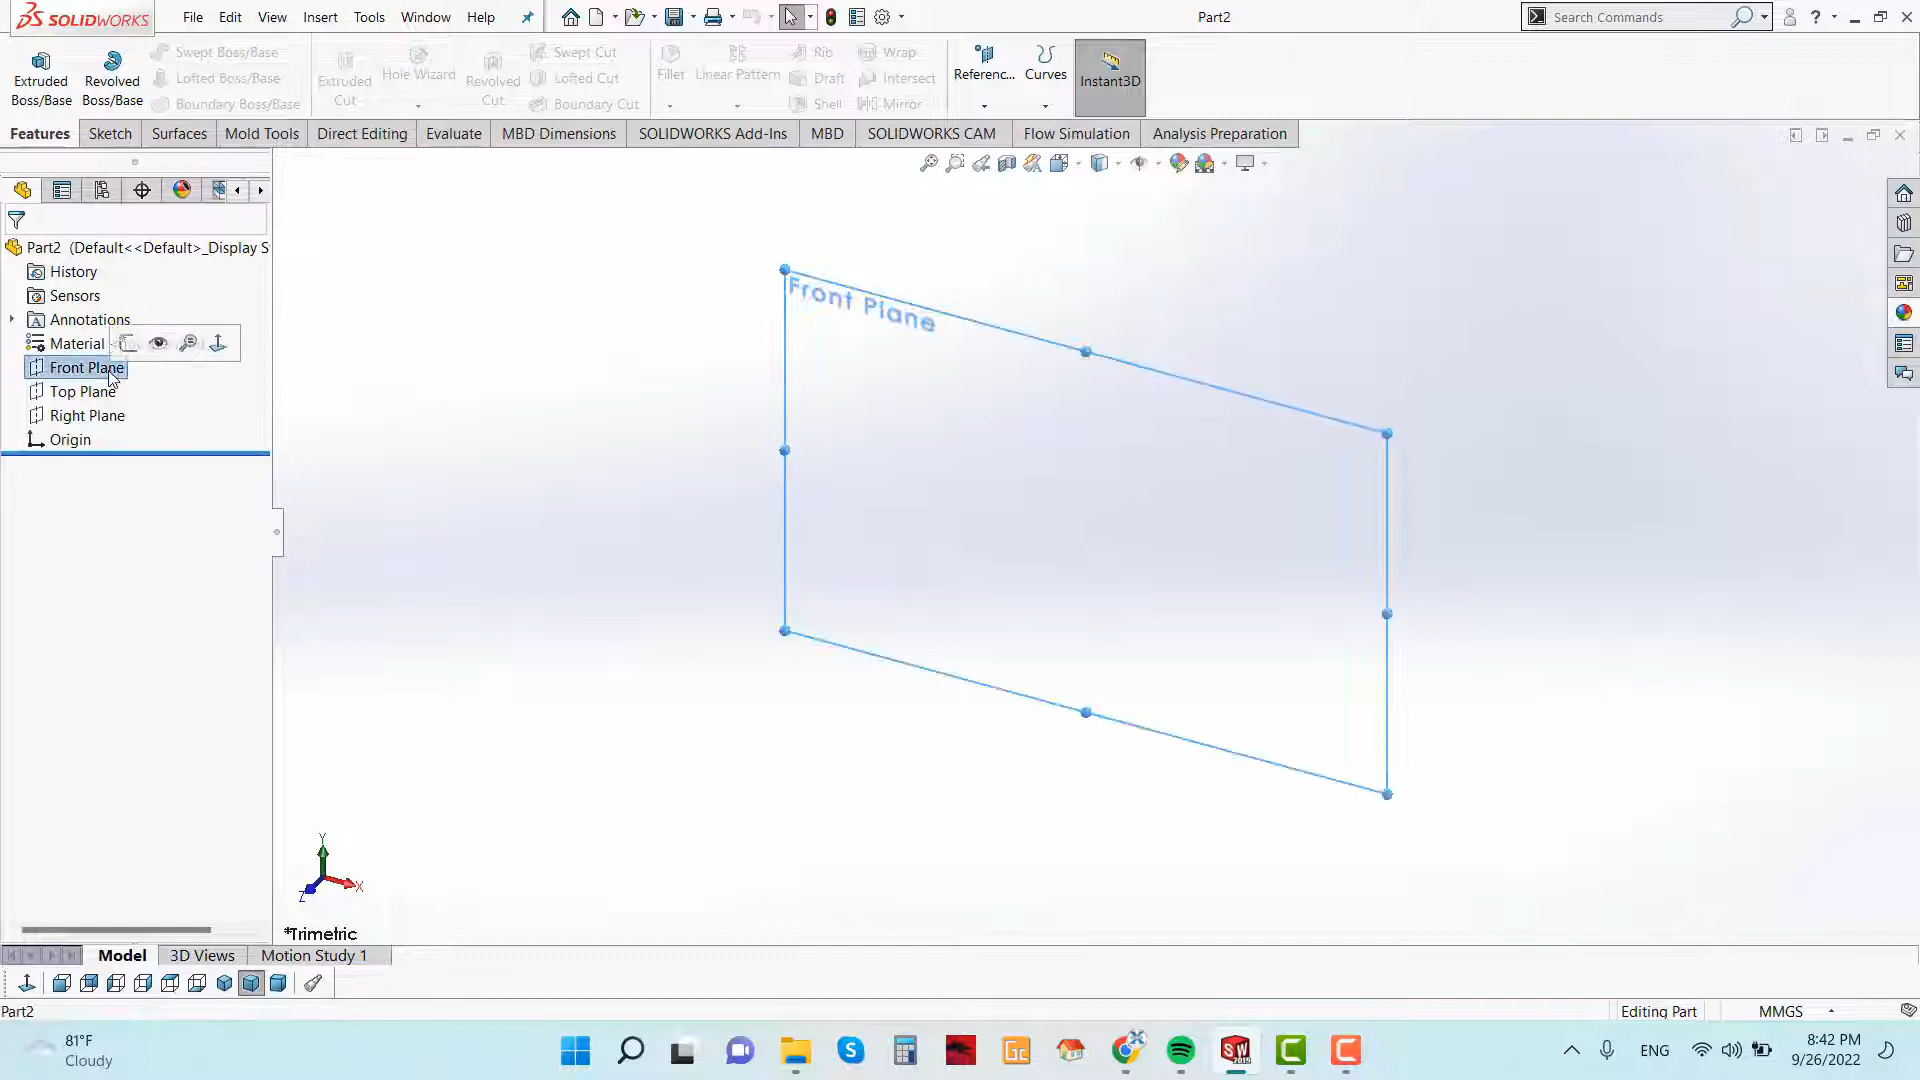 SOLIDWORKS
File Edit View Insert Tools Window Help
Part2
Search Commands
Extruded Boss/Base
Revolved Boss/Base
Swept Boss/Base
Lofted Boss/Base
Boundary Boss/Base
Extruded Cut
Hole Wizard
Revolved Cut
Swept Cut
Lofted Cut
Boundary Cut
Fillet
Linear Pattern
Rib
Draft
Shell
Wrap
Intersect
Mirror
Referenc...
Curves
Instant3D
Features Sketch Surfaces Mold Tools Direct Editing Evaluate MBD Dimensions SOLIDWORKS Add-Ins MBD SOLIDWORKS CAM Flow Simulation Analysis Preparation
Part2 (Default<<Default>_Display S
History
Sensors
Annotations
Material
Front Plane
Top Plane
Right Plane
Origin
Front Plane
Y
X
Z
*Trimetric
Model 3D Views Motion Study 1
Part2
Editing Part
MMGS
81°F
Cloudy
ENG
8:42 PM
9/26/2022